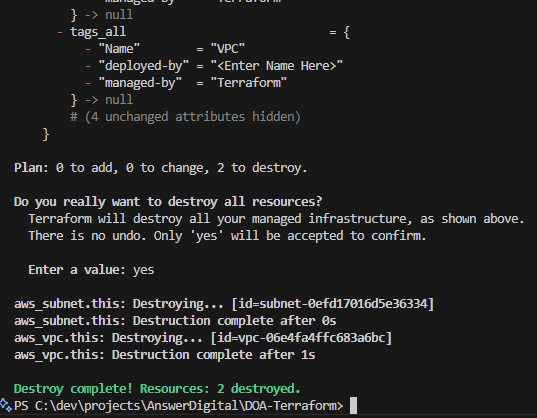 - "managed-by" = "Terraform"
} -> null
- tags_all = {
- "Name" = "VPC"
- "deployed-by" = "<Enter Name Here>"
- "managed-by" = "Terraform"
} -> null
# (4 unchanged attributes hidden)
}
Plan: 0 to add, 0 to change, 2 to destroy.
Do you really want to destroy all resources?
Terraform will destroy all your managed infrastructure, as shown above.
There is no undo. Only 'yes' will be accepted to confirm.
Enter a value: yes
aws_subnet.this: Destroying... [id=subnet-0efd17016d5e36334]
aws_subnet.this: Destruction complete after 0s
aws_vpc.this: Destroying... [id=vpc-06e4fa4ffc683a6bc]
aws_vpc.this: Destruction complete after 1s
Destroy complete! Resources: 2 destroyed.
PS C:\dev\projects\AnswerDigital\DOA-Terraform>